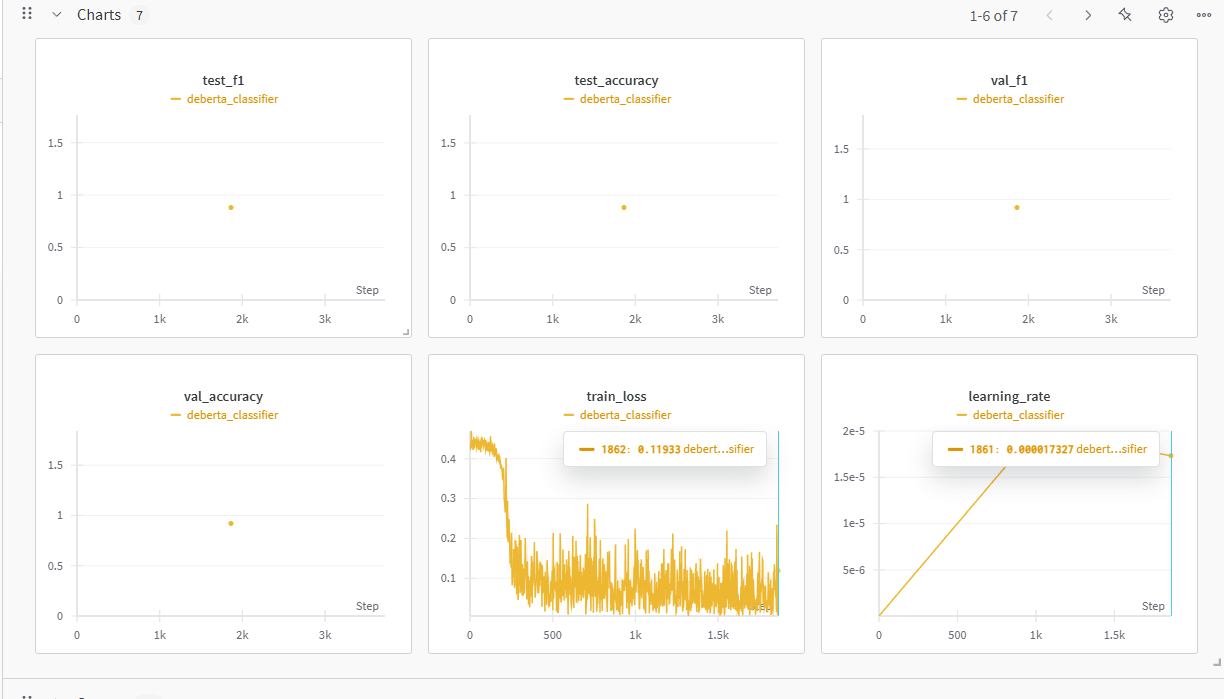 Charts 7
1-6 of 7
test_f1
deberta_classifier
1.5
1
0.5
0
Step
0 1k 2k 3k
test_accuracy
deberta_classifier
1.5
1
0.5
0
Step
0 1k 2k 3k
val_f1
deberta_classifier
1.5
1
0.5
0
Step
0 1k 2k 3k
val_accuracy
deberta_classifier
1.5
1
0.5
0
Step
0 1k 2k 3k
train_loss
deberta_classifier
1862: 0.11933 debert...sifier
0.4
0.3
0.2
0.1
Step
0 500 1k 1.5k
learning_rate
deberta_classifier
2e-5
1861: 0.000017327 debert...sifier
1.5e-5
1e-5
5e-6
Step
0 500 1k 1.5k